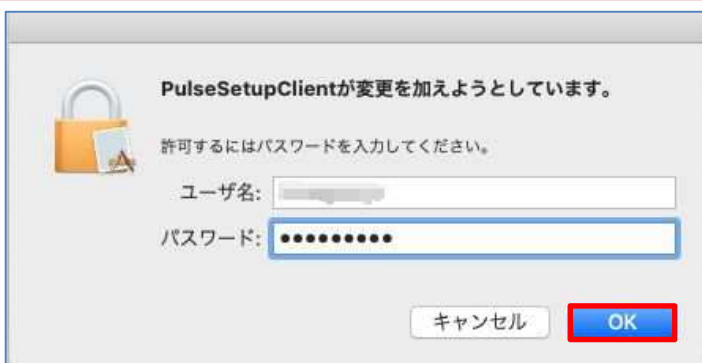 PulseSetupClientが変更を加えようとしています。
許可するにはパスワードを入力してください。
ユーザ名:
パスワード: •••••••••
キャンセル OK